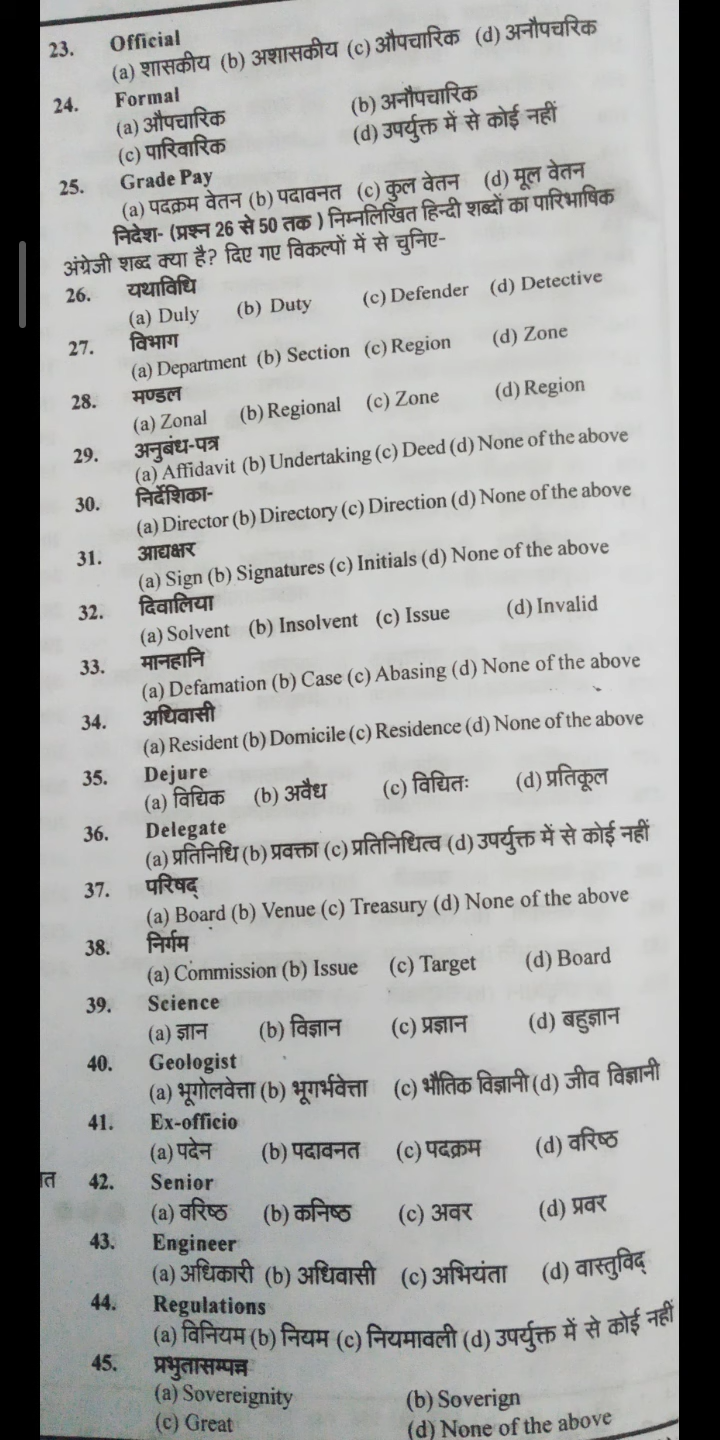 23. Official
(a) शासकीय (b) अशासकीय (c) औपचारिक (d) अनौपचरिक
24. Formal
(a) औपचारिक (b) अनौपचारिक
(c) पारिवारिक (d) उपर्युक्त में से कोई नहीं
25. Grade Pay
(a) पदक्रम वेतन (b) पदावनत (c) कुल वेतन (d) मूल वेतन
निदेश- (प्रश्न 26 से 50 तक ) निम्नलिखित हिन्दी शब्दों का पारिभाषिक
अंग्रेजी शब्द क्या है? दिए गए विकल्पों में से चुनिए-
26. यथाविधि
(a) Duly (b) Duty (c) Defender (d) Detective
27. विभाग
(a) Department (b) Section (c) Region (d) Zone
28. मण्डल
(a) Zonal (b) Regional (c) Zone (d) Region
29. अनुबंध-पत्र
(a) Affidavit (b) Undertaking (c) Deed (d) None of the above
30. निर्देशिका-
(a) Director (b) Directory (c) Direction (d) None of the above
31. आद्यक्षर
(a) Sign (b) Signatures (c) Initials (d) None of the above
32. दिवालिया
(a) Solvent (b) Insolvent (c) Issue (d) Invalid
33. मानहानि
(a) Defamation (b) Case (c) Abasing (d) None of the above
34. अधिवासी
(a) Resident (b) Domicile (c) Residence (d) None of the above
35. Dejure
(a) विद्यिक (b) अवैध (c) विद्यितः (d) प्रतिकूल
36. Delegate
(a) प्रतिनिधि (b) प्रवक्ता (c) प्रतिनिधित्व (d) उपर्युक्त में से कोई नहीं
37. परिषद्
(a) Board (b) Venue (c) Treasury (d) None of the above
38. निर्गम
(a) Commission (b) Issue (c) Target (d) Board
39. Science
(a) ज्ञान (b) विज्ञान (c) प्रज्ञान (d) बहुज्ञान
40. Geologist
(a) भूगोलवेत्ता (b) भूगर्भवेत्ता (c) भौतिक विज्ञानी (d) जीव विज्ञानी
41. Ex-officio
(a) पदेन (b) पदावनत (c) पदक्रम (d) वरिष्ठ
त 42. Senior
(a) वरिष्ठ (b) कनिष्ठ (c) अवर (d) प्रवर
43. Engineer
(a) अधिकारी (b) अधिवासी (c) अभियंता (d) वास्तुविद्
44. Regulations
(a) विनियम (b) नियम (c) नियमावली (d) उपर्युक्त में से कोई नहीं
45. प्रभुतासम्पन्न
(a) Sovereignity (b) Soverign
(c) Great (d) None of the above